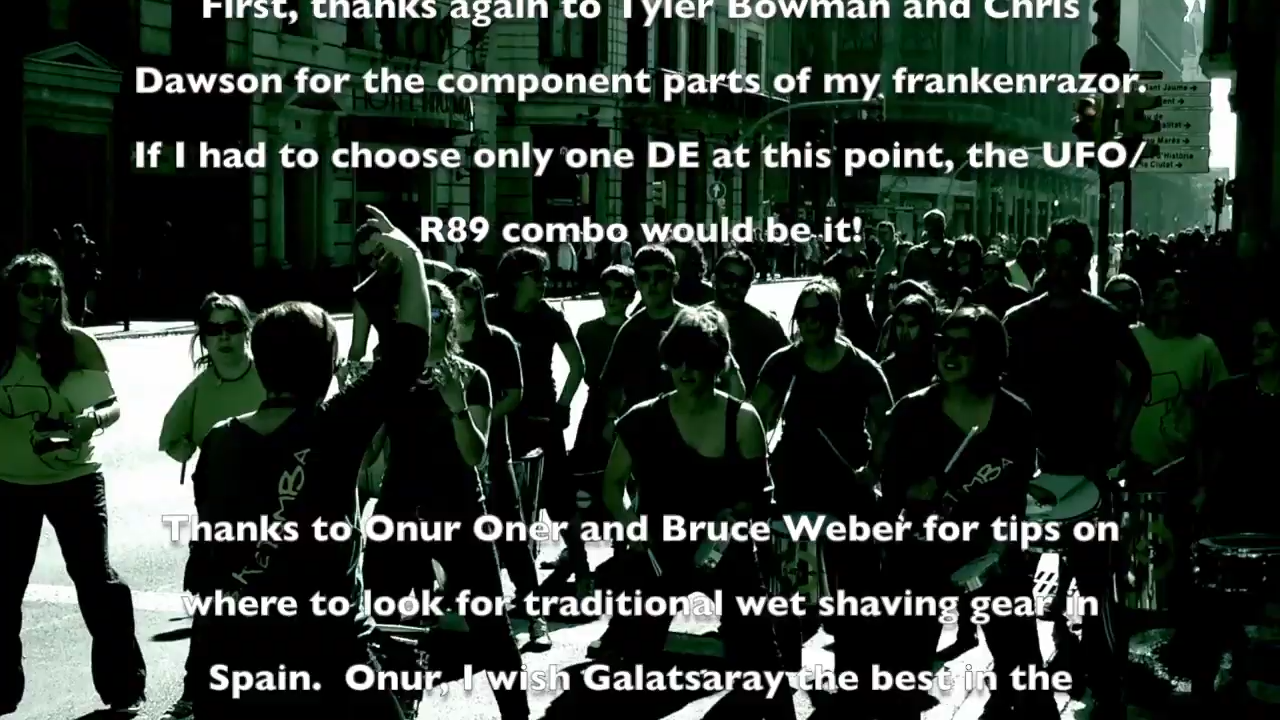 First, thanks again to Tyler Bowman and Chris
Dawson for the component parts of my frankenrazor.
If I had to choose only one DE at this point, the UFO/
R89 combo would be it!
Thanks to Onur Oner and Bruce Weber for tips on
where to look for traditional wet shaving gear in
Spain. Onur, I wish Galatsaray the best in the
HOTEL